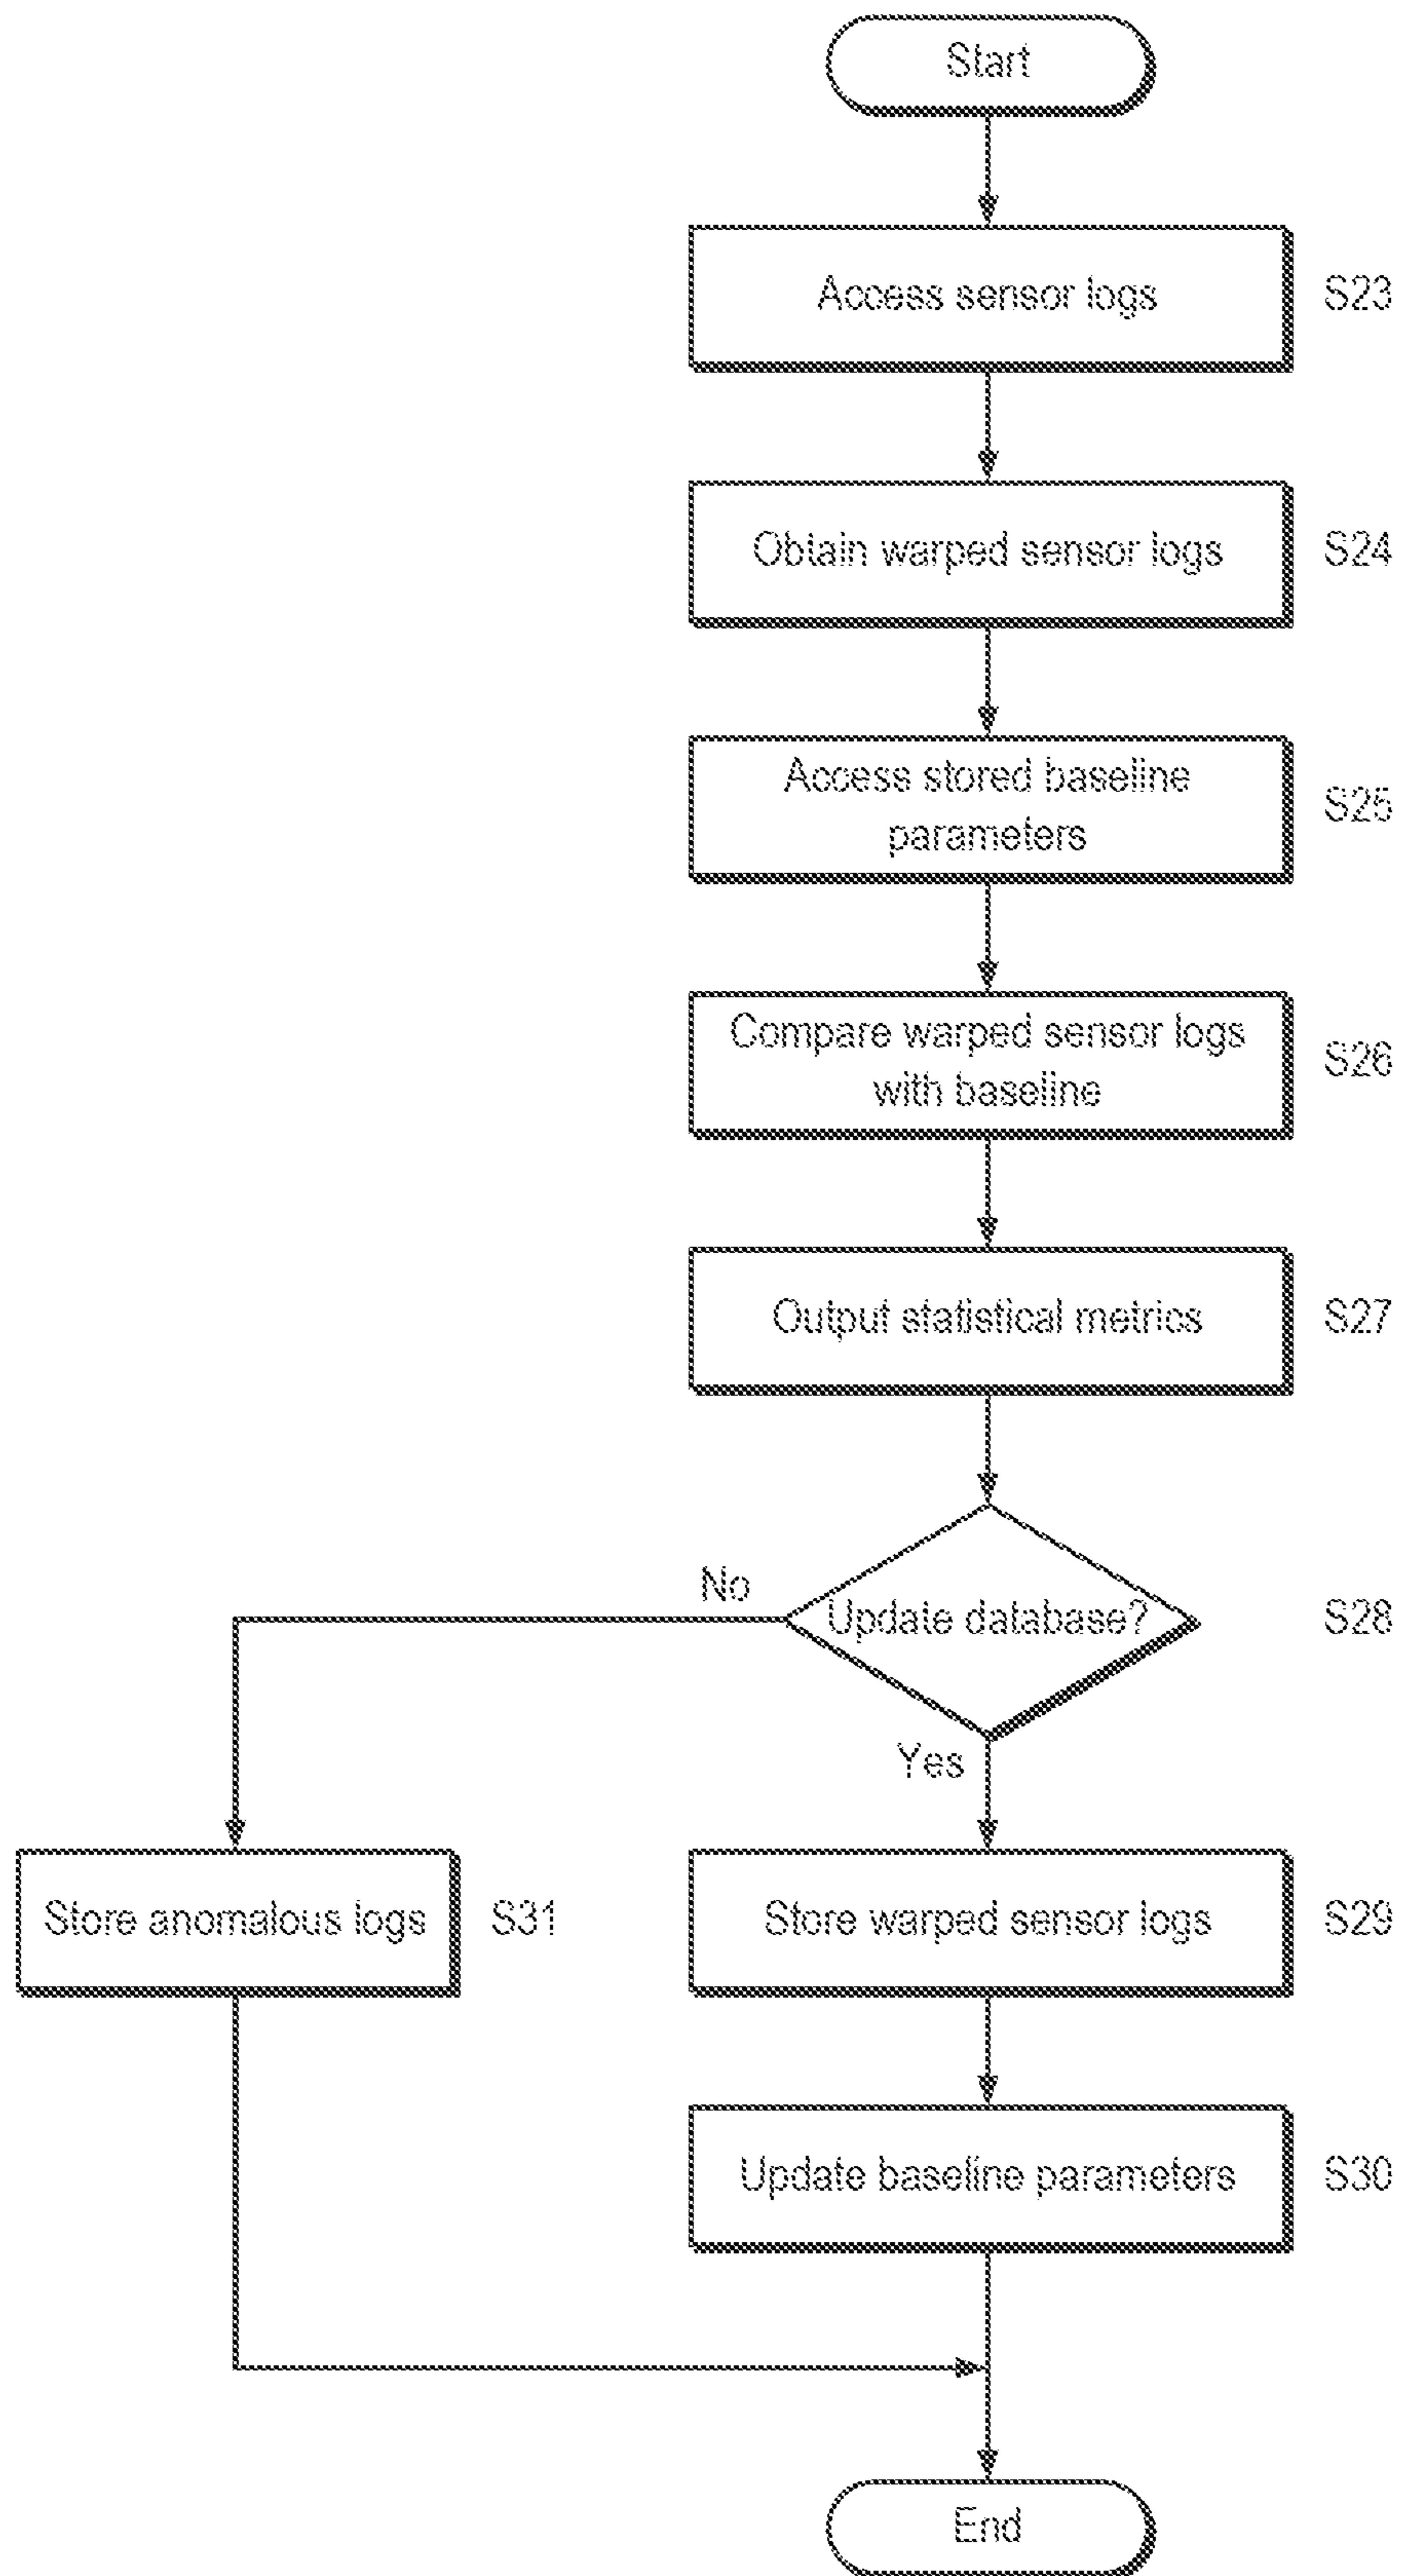 Start
Access sensor logs
S23
Obtain warped sensor logs
S24
Access stored baseline
parameters
S25
Compare warped sensor logs
with baseline
S26
Output statistical metrics
S27
No
Update database?
S28
Yes
Store anomalous logs
S31
Store warped sensor logs
S29
Update baseline parameters
S30
End